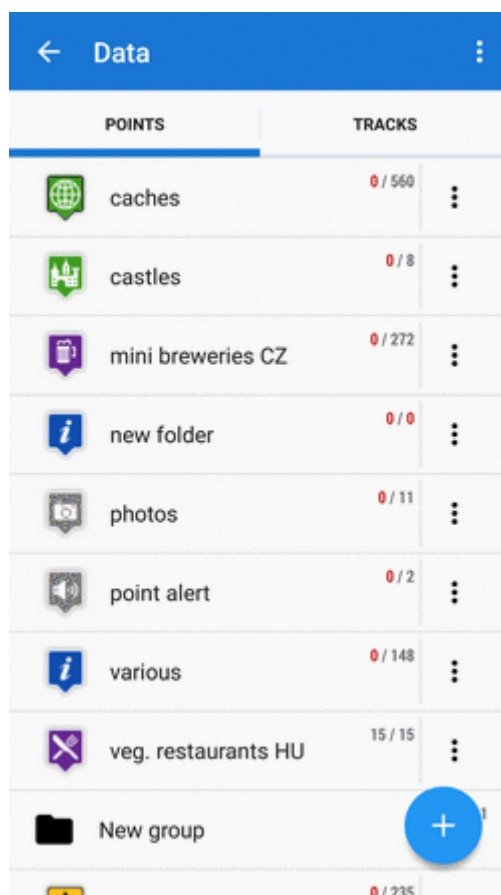 Data
POINTS
TRACKS
caches
0 / 560
castles
0 / 8
mini breweries CZ
0 / 272
new folder
0 / 0
photos
0 / 11
point alert
0 / 2
various
0 / 148
veg. restaurants HU
15 / 15
New group
1
0 / 235